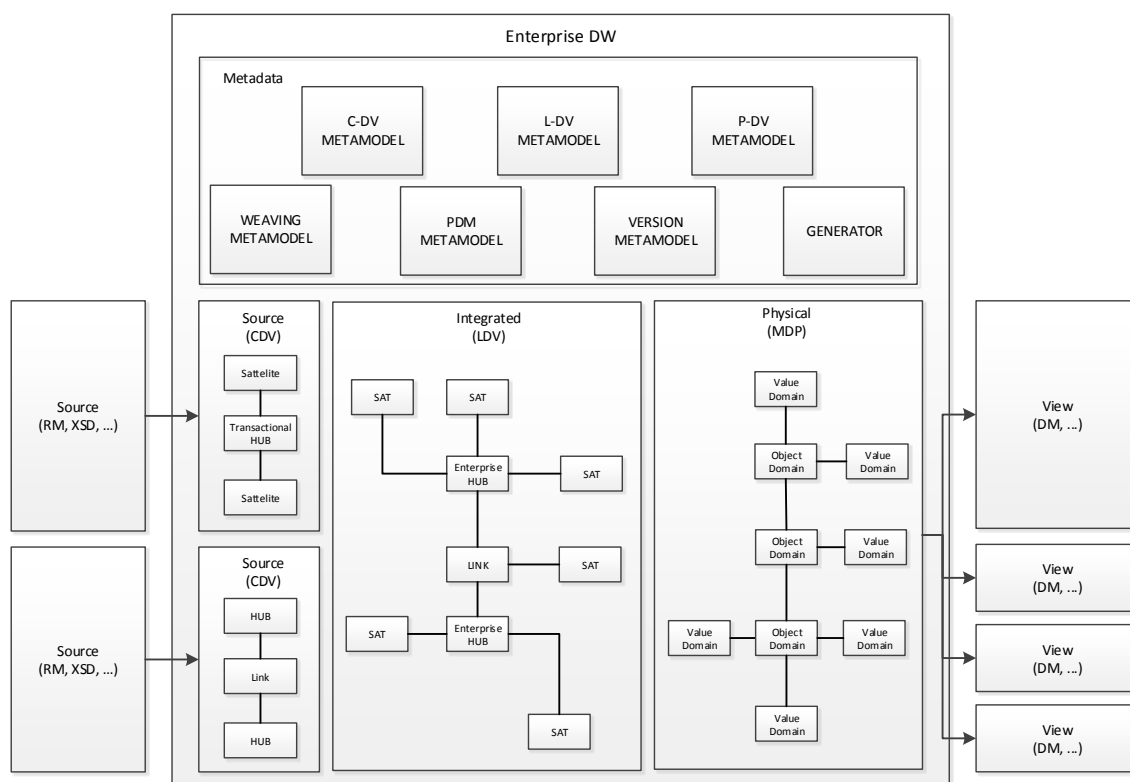 Enterprise DW
Metadata
C-DV
METAMODEL
L-DV
METAMODEL
P-DV
METAMODEL
WEAVING
METAMODEL
PDM
METAMODEL
VERSION
METAMODEL
GENERATOR
Source
(RM, XSD, ...)
Source
(RM, XSD, ...)
Source
(CDV)
Sattelite
Transactional
HUB
Sattelite
Source
(CDV)
HUB
Link
HUB
Integrated
(LDV)
SAT
SAT
Enterprise
HUB
SAT
LINK
SAT
SAT
Enterprise
HUB
SAT
Physical
(MDP)
Value
Domain
Object
Domain
Value
Domain
Object
Domain
Value
Domain
Value
Domain
Object
Domain
Value
Domain
Value
Domain
View
(DM, ...)
View
(DM, ...)
View
(DM, ...)
View
(DM, ...)